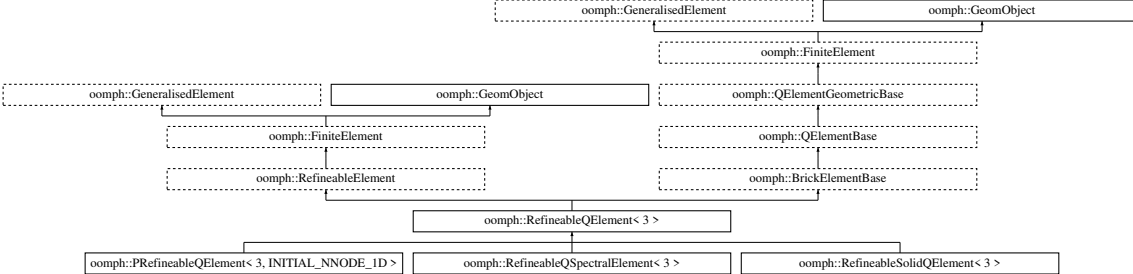 oomph::GeneralisedElement
oomph::GeomObject
oomph::FiniteElement
oomph::GeneralisedElement
oomph::GeomObject
oomph::QElementGeometricBase
oomph::FiniteElement
oomph::QElementBase
oomph::RefineableElement
oomph::BrickElementBase
oomph::RefineableQElement< 3 >
oomph::PRefineableQElement< 3, INITIAL_NNODE_1D >
oomph::RefineableQSpectralElement< 3 >
oomph::RefineableSolidQElement< 3 >